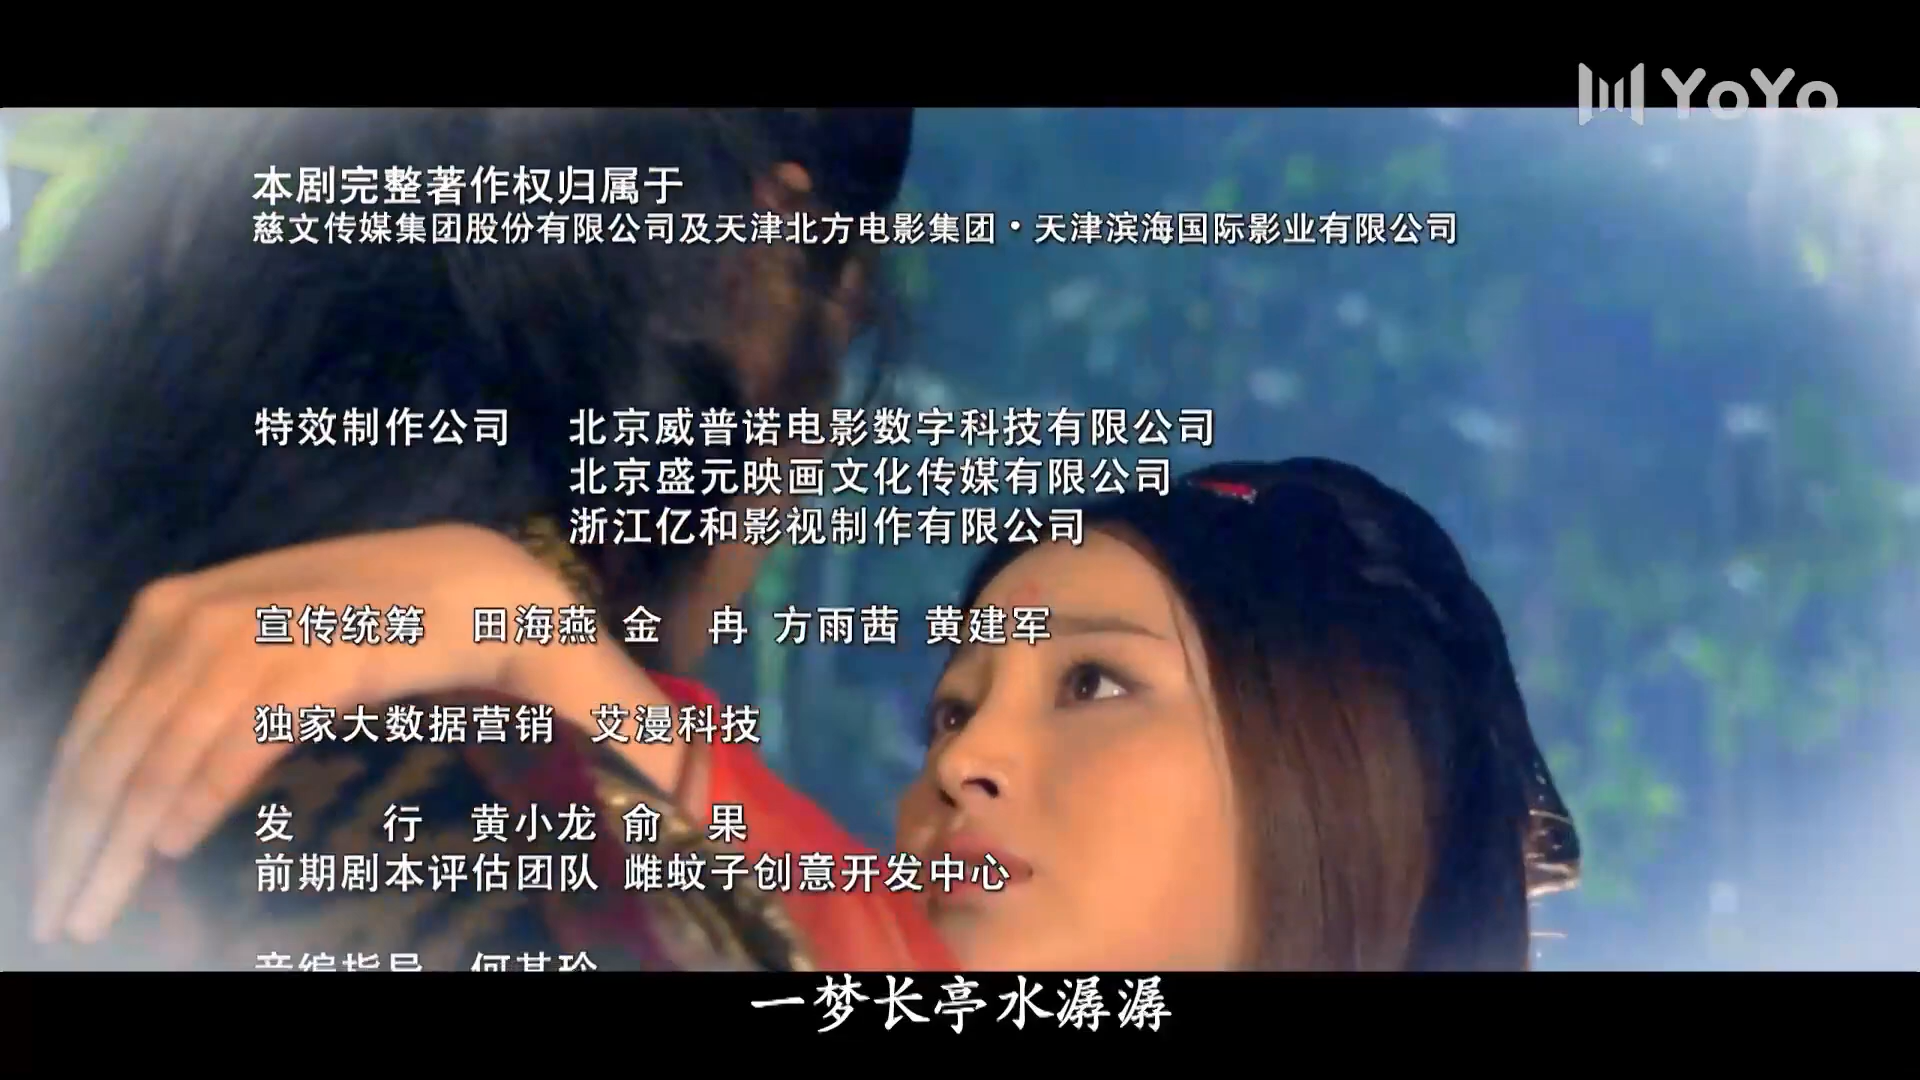 YoYo
本剧完整著作权归属于
慈文传媒集团股份有限公司及天津北方电影集团·天津滨海国际影业有限公司
特效制作公司 北京威普诺电影数字科技有限公司
北京盛元映画文化传媒有限公司
浙江亿和影视制作有限公司
宣传统筹 田海燕 金 冉 方雨茜 黄建军
独家大数据营销 艾漫科技
发 行 黄小龙 俞 果
前期剧本评估团队 雌蚊子创意开发中心
一梦长亭水潺潺